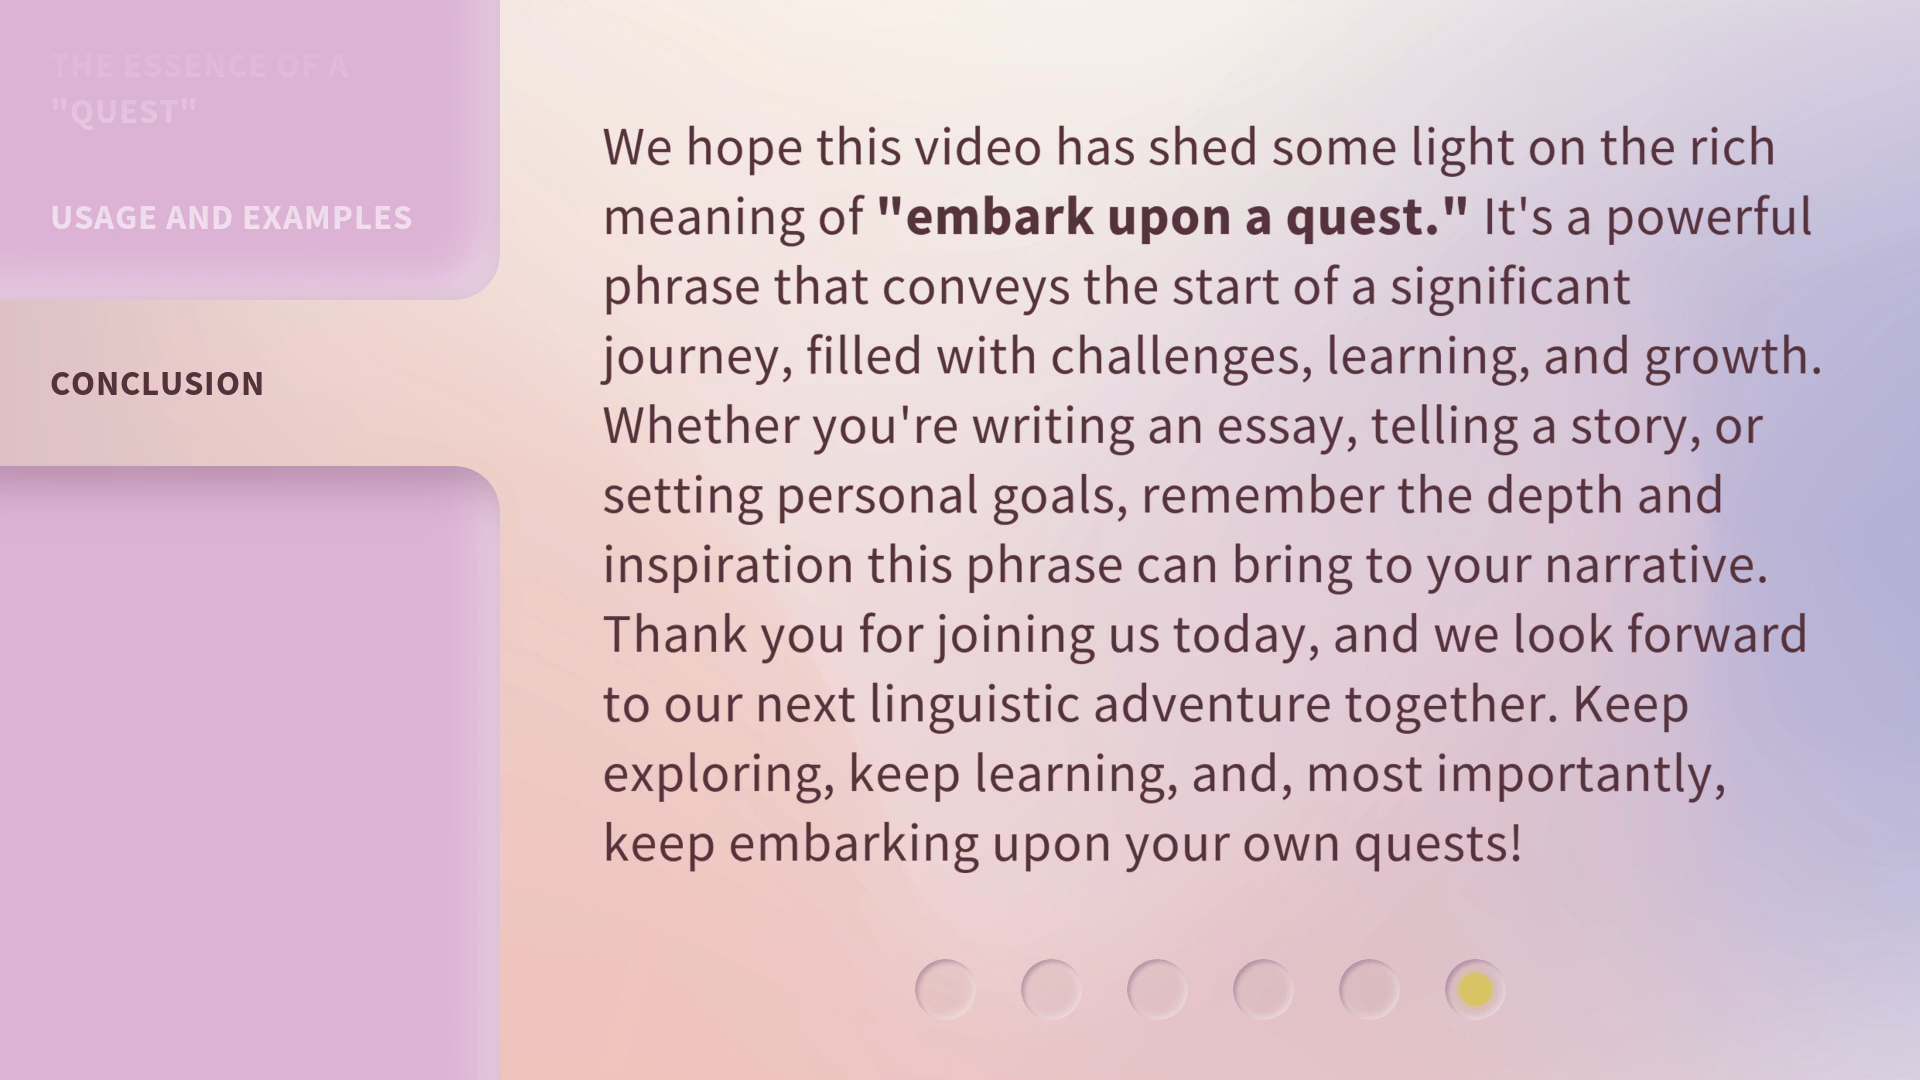 THE ESSENCE OF A
"QUEST"
USAGE AND EXAMPLES
CONCLUSION
We hope this video has shed some light on the rich
meaning of "embark upon a quest." It's a powerful
phrase that conveys the start of a significant
journey, filled with challenges, learning, and growth.
Whether you're writing an essay, telling a story, or
setting personal goals, remember the depth and
inspiration this phrase can bring to your narrative.
Thank you for joining us today, and we look forward
to our next linguistic adventure together. Keep
exploring, keep learning, and, most importantly,
keep embarking upon your own quests!